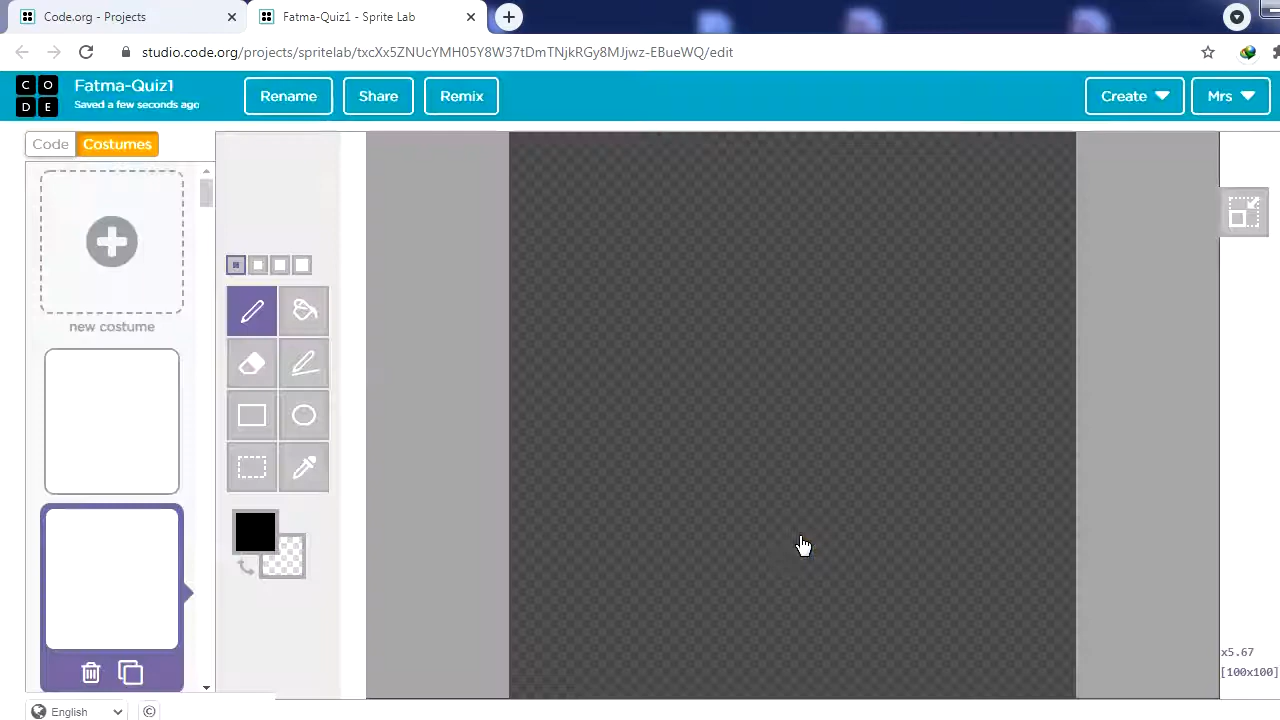 Code.org - Projects
Fatma-Quiz1 - Sprite Lab
studio.code.org/projects/spritelab/txcXx5ZNUcYMH05Y8W37tDmTNjkRGy8MJjwz-EBueWQ/edit
C O D E
Fatma-Quiz1
Saved a few seconds ago
Rename
Share
Remix
Create
Mrs
Code
Costumes
new costume
x5.67
[100x100]
English
©